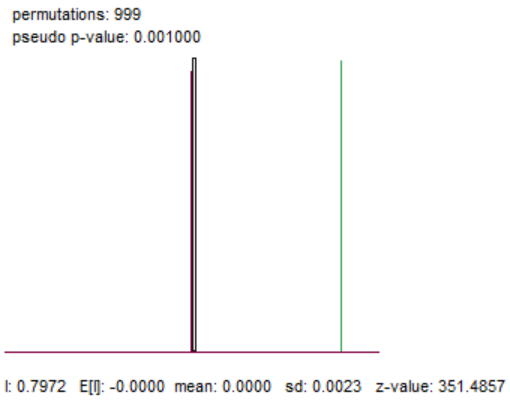 permutations: 999
pseudo p-value: 0.001000
I: 0.7972 E[I]: -0.0000 mean: 0.0000 sd: 0.0023 z-value: 351.4857